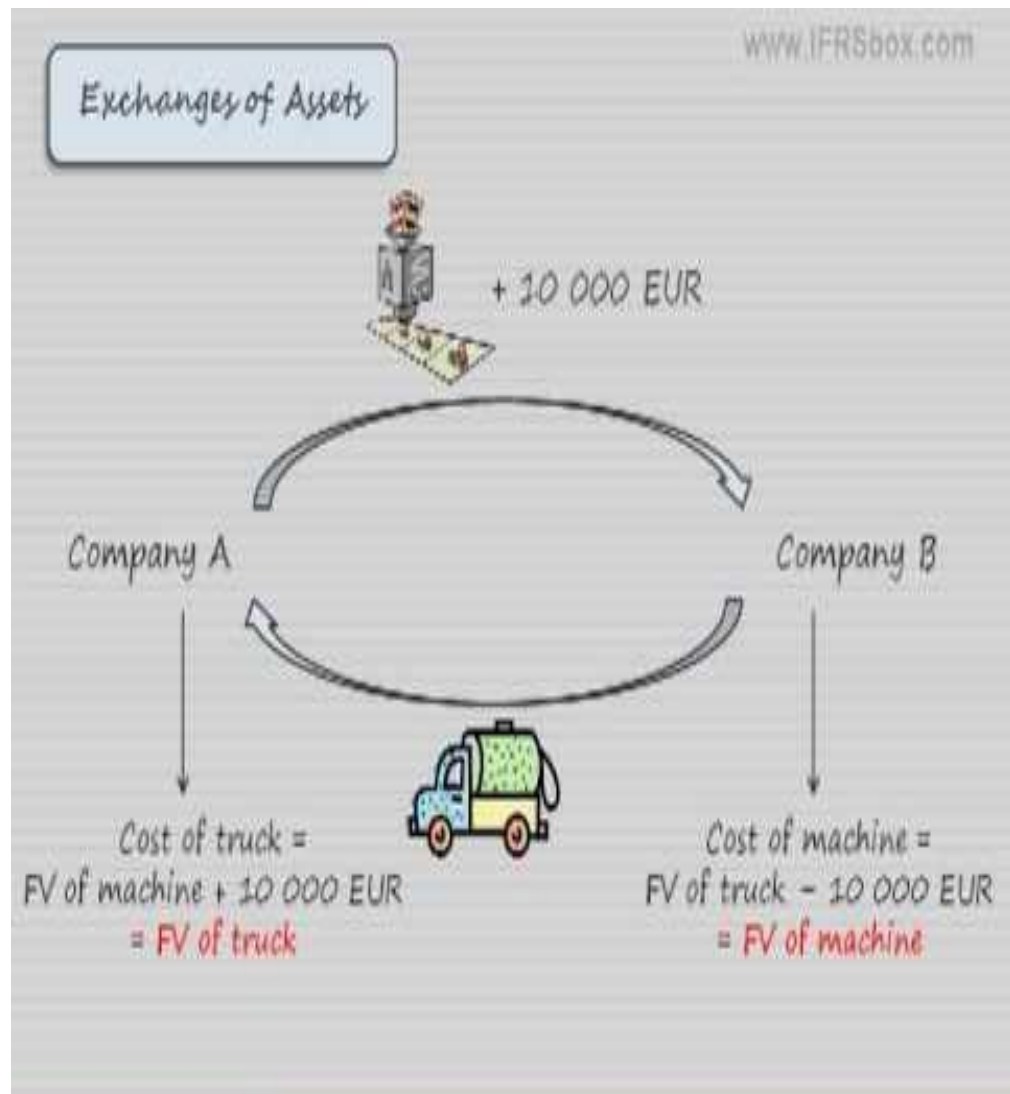 www.IFRSbox.com
Exchanges of Assets
+ 10 000 EUR
Company A
Company B
Cost of truck =
FV of machine + 10 000 EUR
= FV of truck
Cost of machine =
FV of truck - 10 000 EUR
= FV of machine